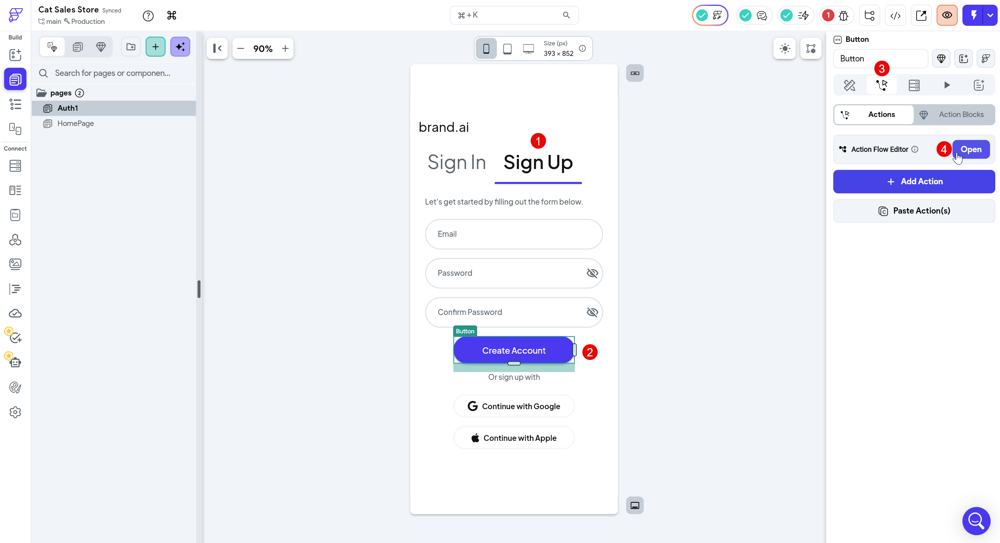 Cat Sales Store Synced
main Production
⌘ + K
1
Build
90%
Size (px)
393 × 852
Button
Button
3
Search for pages or componen...
pages 2
Auth1
HomePage
Connect
Actions
Action Blocks
Action Flow Editor
4
Open
Add Action
Paste Action(s)
brand.ai
1
Sign In
Sign Up
Let's get started by filling out the form below.
Email
Password
Confirm Password
Button
Create Account
2
Or sign up with
Continue with Google
Continue with Apple